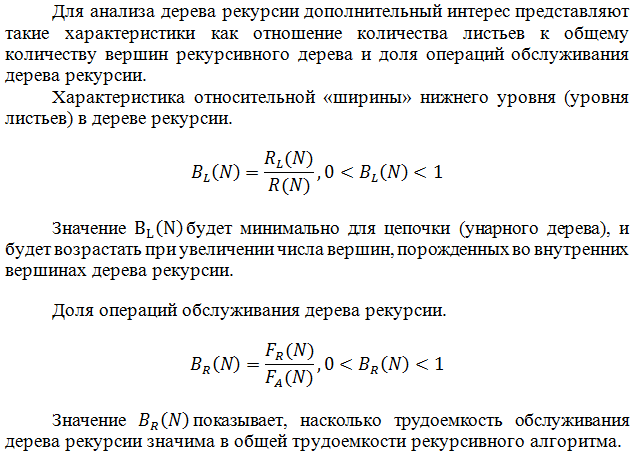 Для анализа дерева рекурсии дополнительный интерес представляют
такие характеристики как отношение количества листьев к общему
количеству вершин рекурсивного дерева и доля операций обслуживания
дерева рекурсии.
Характеристика относительной «ширины» нижнего уровня (уровня
листьев) в дереве рекурсии.
B_L(N) = R_L(N) / R(N), 0 < B_L(N) < 1
Значение B_L(N) будет минимально для цепочки (унарного дерева), и
будет возрастать при увеличении числа вершин, порожденных во внутренних
вершинах дерева рекурсии.
Доля операций обслуживания дерева рекурсии.
B_R(N) = F_R(N) / F_A(N), 0 < B_R(N) < 1
Значение B_R(N) показывает, насколько трудоемкость обслуживания
дерева рекурсии значима в общей трудоемкости рекурсивного алгоритма.